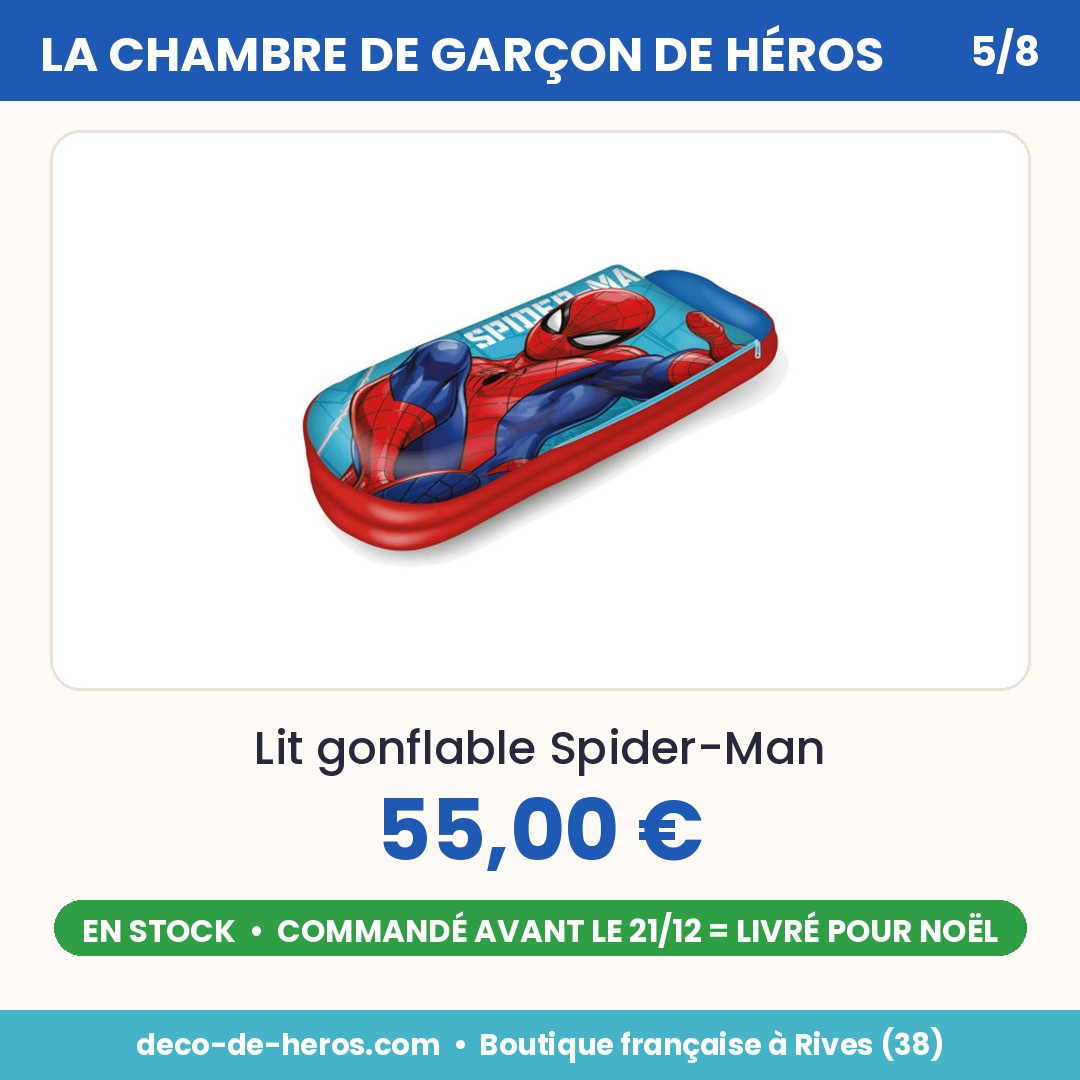 LA CHAMBRE DE GARÇON DE HÉROS 5/8
SPIDER-MA
Lit gonflable Spider-Man
55,00 €
EN STOCK • COMMANDÉ AVANT LE 21/12 = LIVRÉ POUR NOËL
deco-de-heros.com • Boutique française à Rives (38)